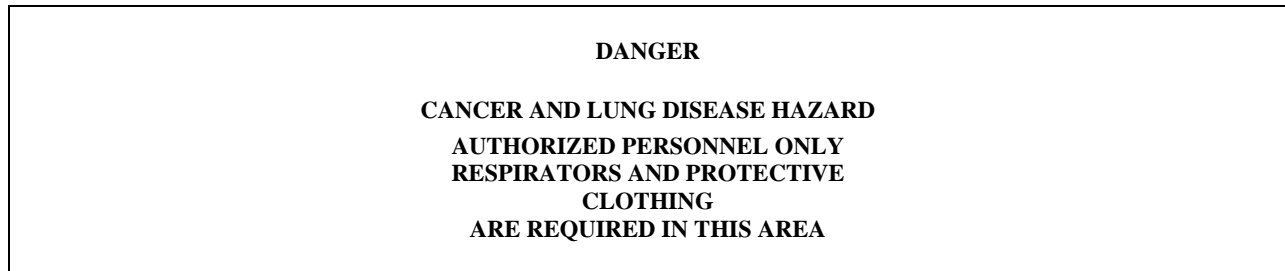 DANGER
CANCER AND LUNG DISEASE HAZARD
AUTHORIZED PERSONNEL ONLY
RESPIRATORS AND PROTECTIVE
CLOTHING
ARE REQUIRED IN THIS AREA